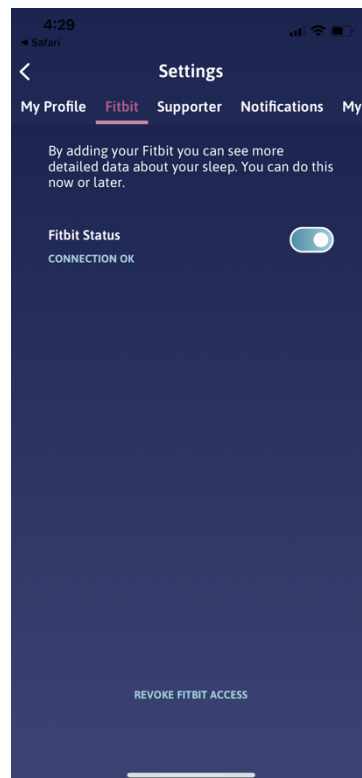 4:29
◀ Safari
Settings
My Profile Fitbit Supporter Notifications My
By adding your Fitbit you can see more
detailed data about your sleep. You can do this
now or later.
Fitbit Status
CONNECTION OK
REVOKE FITBIT ACCESS